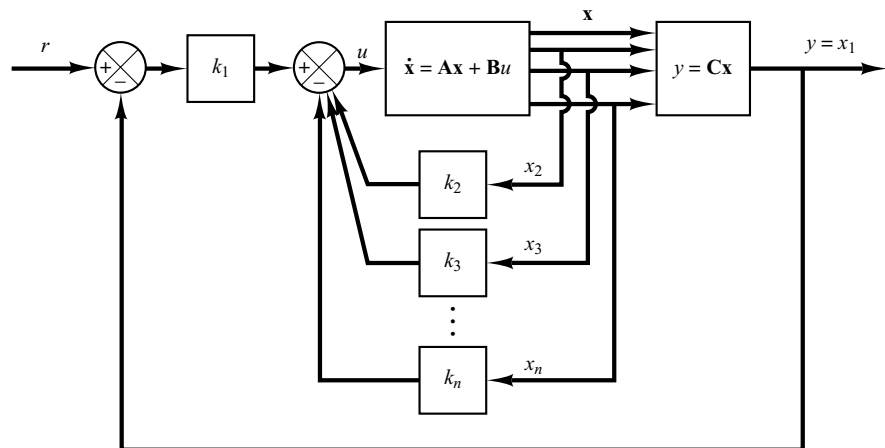 x
r
+
−
k₁
+
−
u
ẋ = Ax + Bu
y = Cx
y = x₁
k₂
x₂
k₃
x₃
⋮
kₙ
xₙ